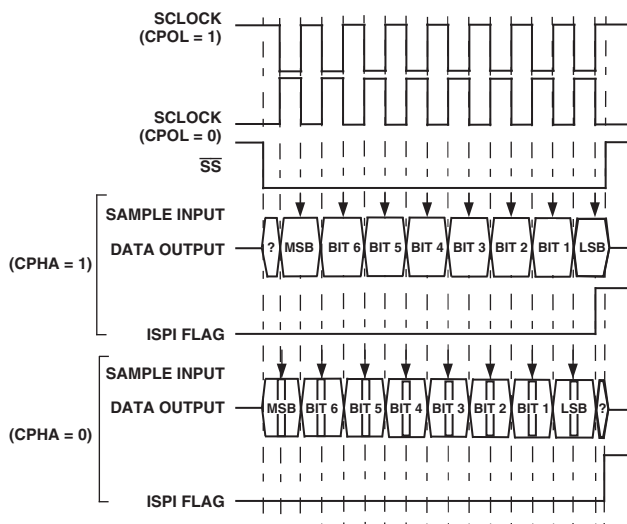 SCLOCK
(CPOL = 1)
SCLOCK
(CPOL = 0)
SS
(CPHA = 1)
SAMPLE INPUT
DATA OUTPUT
? MSB BIT 6 BIT 5 BIT 4 BIT 3 BIT 2 BIT 1 LSB
ISPI FLAG
(CPHA = 0)
SAMPLE INPUT
DATA OUTPUT
MSB BIT 6 BIT 5 BIT 4 BIT 3 BIT 2 BIT 1 LSB ?
ISPI FLAG